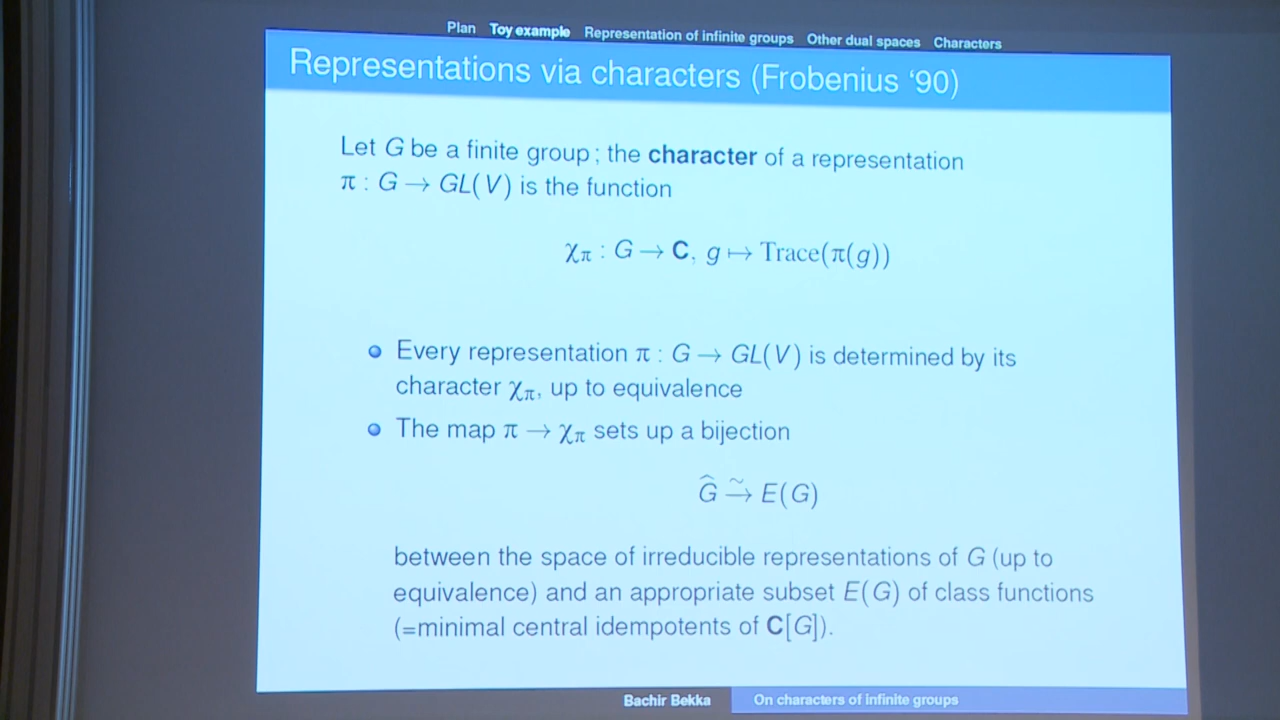 Plan Toy example Representation of infinite groups Other dual spaces Characters
Representations via characters (Frobenius ‘90)
Let G be a finite group ; the character of a representation
π : G → GL(V) is the function
χπ : G → C, g ↦ Trace(π(g))
Every representation π : G → GL(V) is determined by its
character χπ, up to equivalence
The map π → χπ sets up a bijection
Ĝ →̃ E(G)
between the space of irreducible representations of G (up to
equivalence) and an appropriate subset E(G) of class functions
(=minimal central idempotents of C[G]).
Bachir Bekka On characters of infinite groups